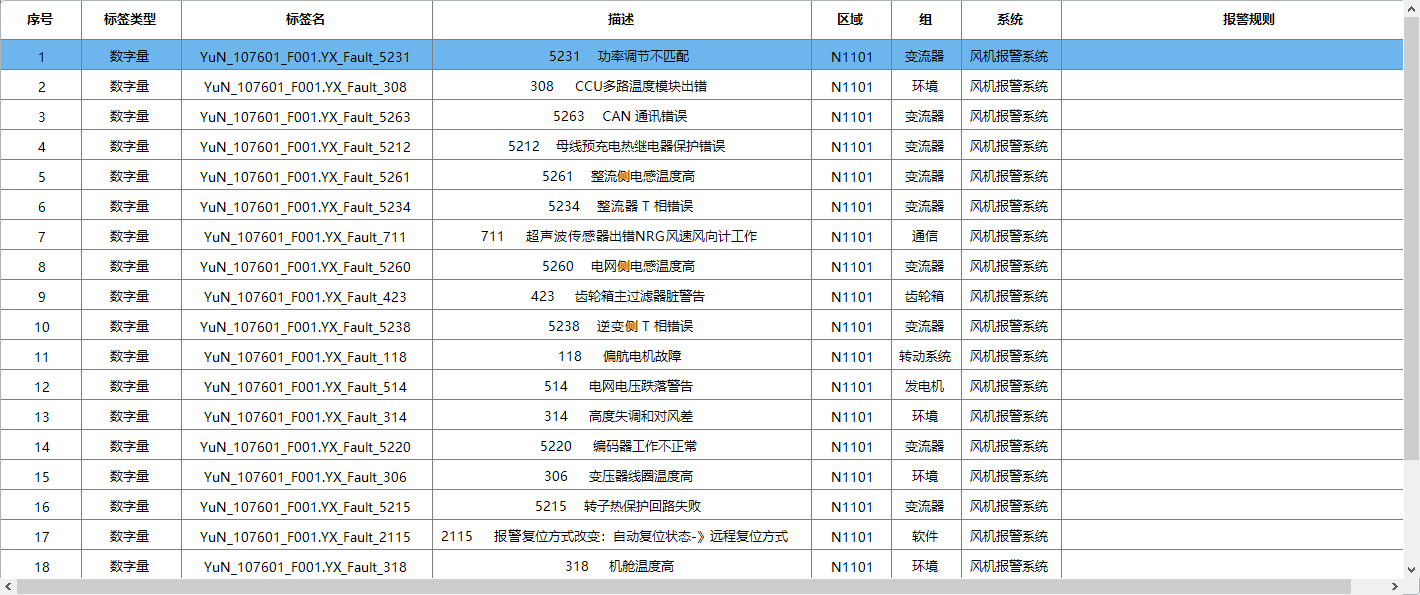 序号 标签类型 标签名 描述 区域 组 系统 报警规则
1 数字量 YuN_107601_F001.YX_Fault_5231 5231 功率调节不匹配 N1101 变流器 风机报警系统
2 数字量 YuN_107601_F001.YX_Fault_308 308 CCU多路温度模块出错 N1101 环境 风机报警系统
3 数字量 YuN_107601_F001.YX_Fault_5263 5263 CAN 通讯错误 N1101 变流器 风机报警系统
4 数字量 YuN_107601_F001.YX_Fault_5212 5212 母线预充电热继电器保护错误 N1101 变流器 风机报警系统
5 数字量 YuN_107601_F001.YX_Fault_5261 5261 整流侧电感温度高 N1101 变流器 风机报警系统
6 数字量 YuN_107601_F001.YX_Fault_5234 5234 整流器 T 相错误 N1101 变流器 风机报警系统
7 数字量 YuN_107601_F001.YX_Fault_711 711 超声波传感器出错NRG风速风向计工作 N1101 通信 风机报警系统
8 数字量 YuN_107601_F001.YX_Fault_5260 5260 电网侧电感温度高 N1101 变流器 风机报警系统
9 数字量 YuN_107601_F001.YX_Fault_423 423 齿轮箱主过滤器脏警告 N1101 齿轮箱 风机报警系统
10 数字量 YuN_107601_F001.YX_Fault_5238 5238 逆变侧 T 相错误 N1101 变流器 风机报警系统
11 数字量 YuN_107601_F001.YX_Fault_118 118 偏航电机故障 N1101 转动系统 风机报警系统
12 数字量 YuN_107601_F001.YX_Fault_514 514 电网电压跌落警告 N1101 发电机 风机报警系统
13 数字量 YuN_107601_F001.YX_Fault_314 314 高度失调和对风差 N1101 环境 风机报警系统
14 数字量 YuN_107601_F001.YX_Fault_5220 5220 编码器工作不正常 N1101 变流器 风机报警系统
15 数字量 YuN_107601_F001.YX_Fault_306 306 变压器线圈温度高 N1101 环境 风机报警系统
16 数字量 YuN_107601_F001.YX_Fault_5215 5215 转子热保护回路失败 N1101 变流器 风机报警系统
17 数字量 YuN_107601_F001.YX_Fault_2115 2115 报警复位方式改变：自动复位状态-》远程复位方式 N1101 软件 风机报警系统
18 数字量 YuN_107601_F001.YX_Fault_318 318 机舱温度高 N1101 环境 风机报警系统